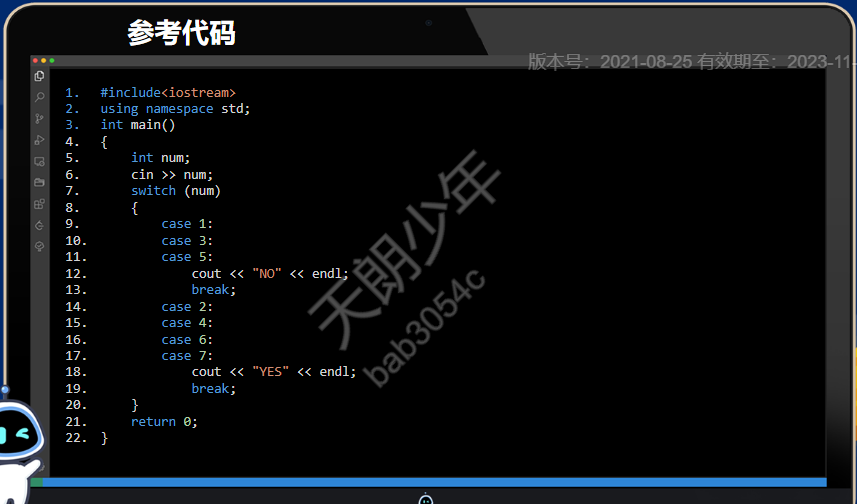 参考代码
版本号：2021-08-25 有效期至：2023-11-
1. #include<iostream>
2. using namespace std;
3. int main()
4. {
5.     int num;
6.     cin >> num;
7.     switch (num)
8.     {
9.         case 1:
10.         case 3:
11.         case 5:
12.             cout << "NO" << endl;
13.             break;
14.         case 2:
15.         case 4:
16.         case 6:
17.         case 7:
18.             cout << "YES" << endl;
19.             break;
20.     }
21.     return 0;
22. }
天朗少年
bab3054c